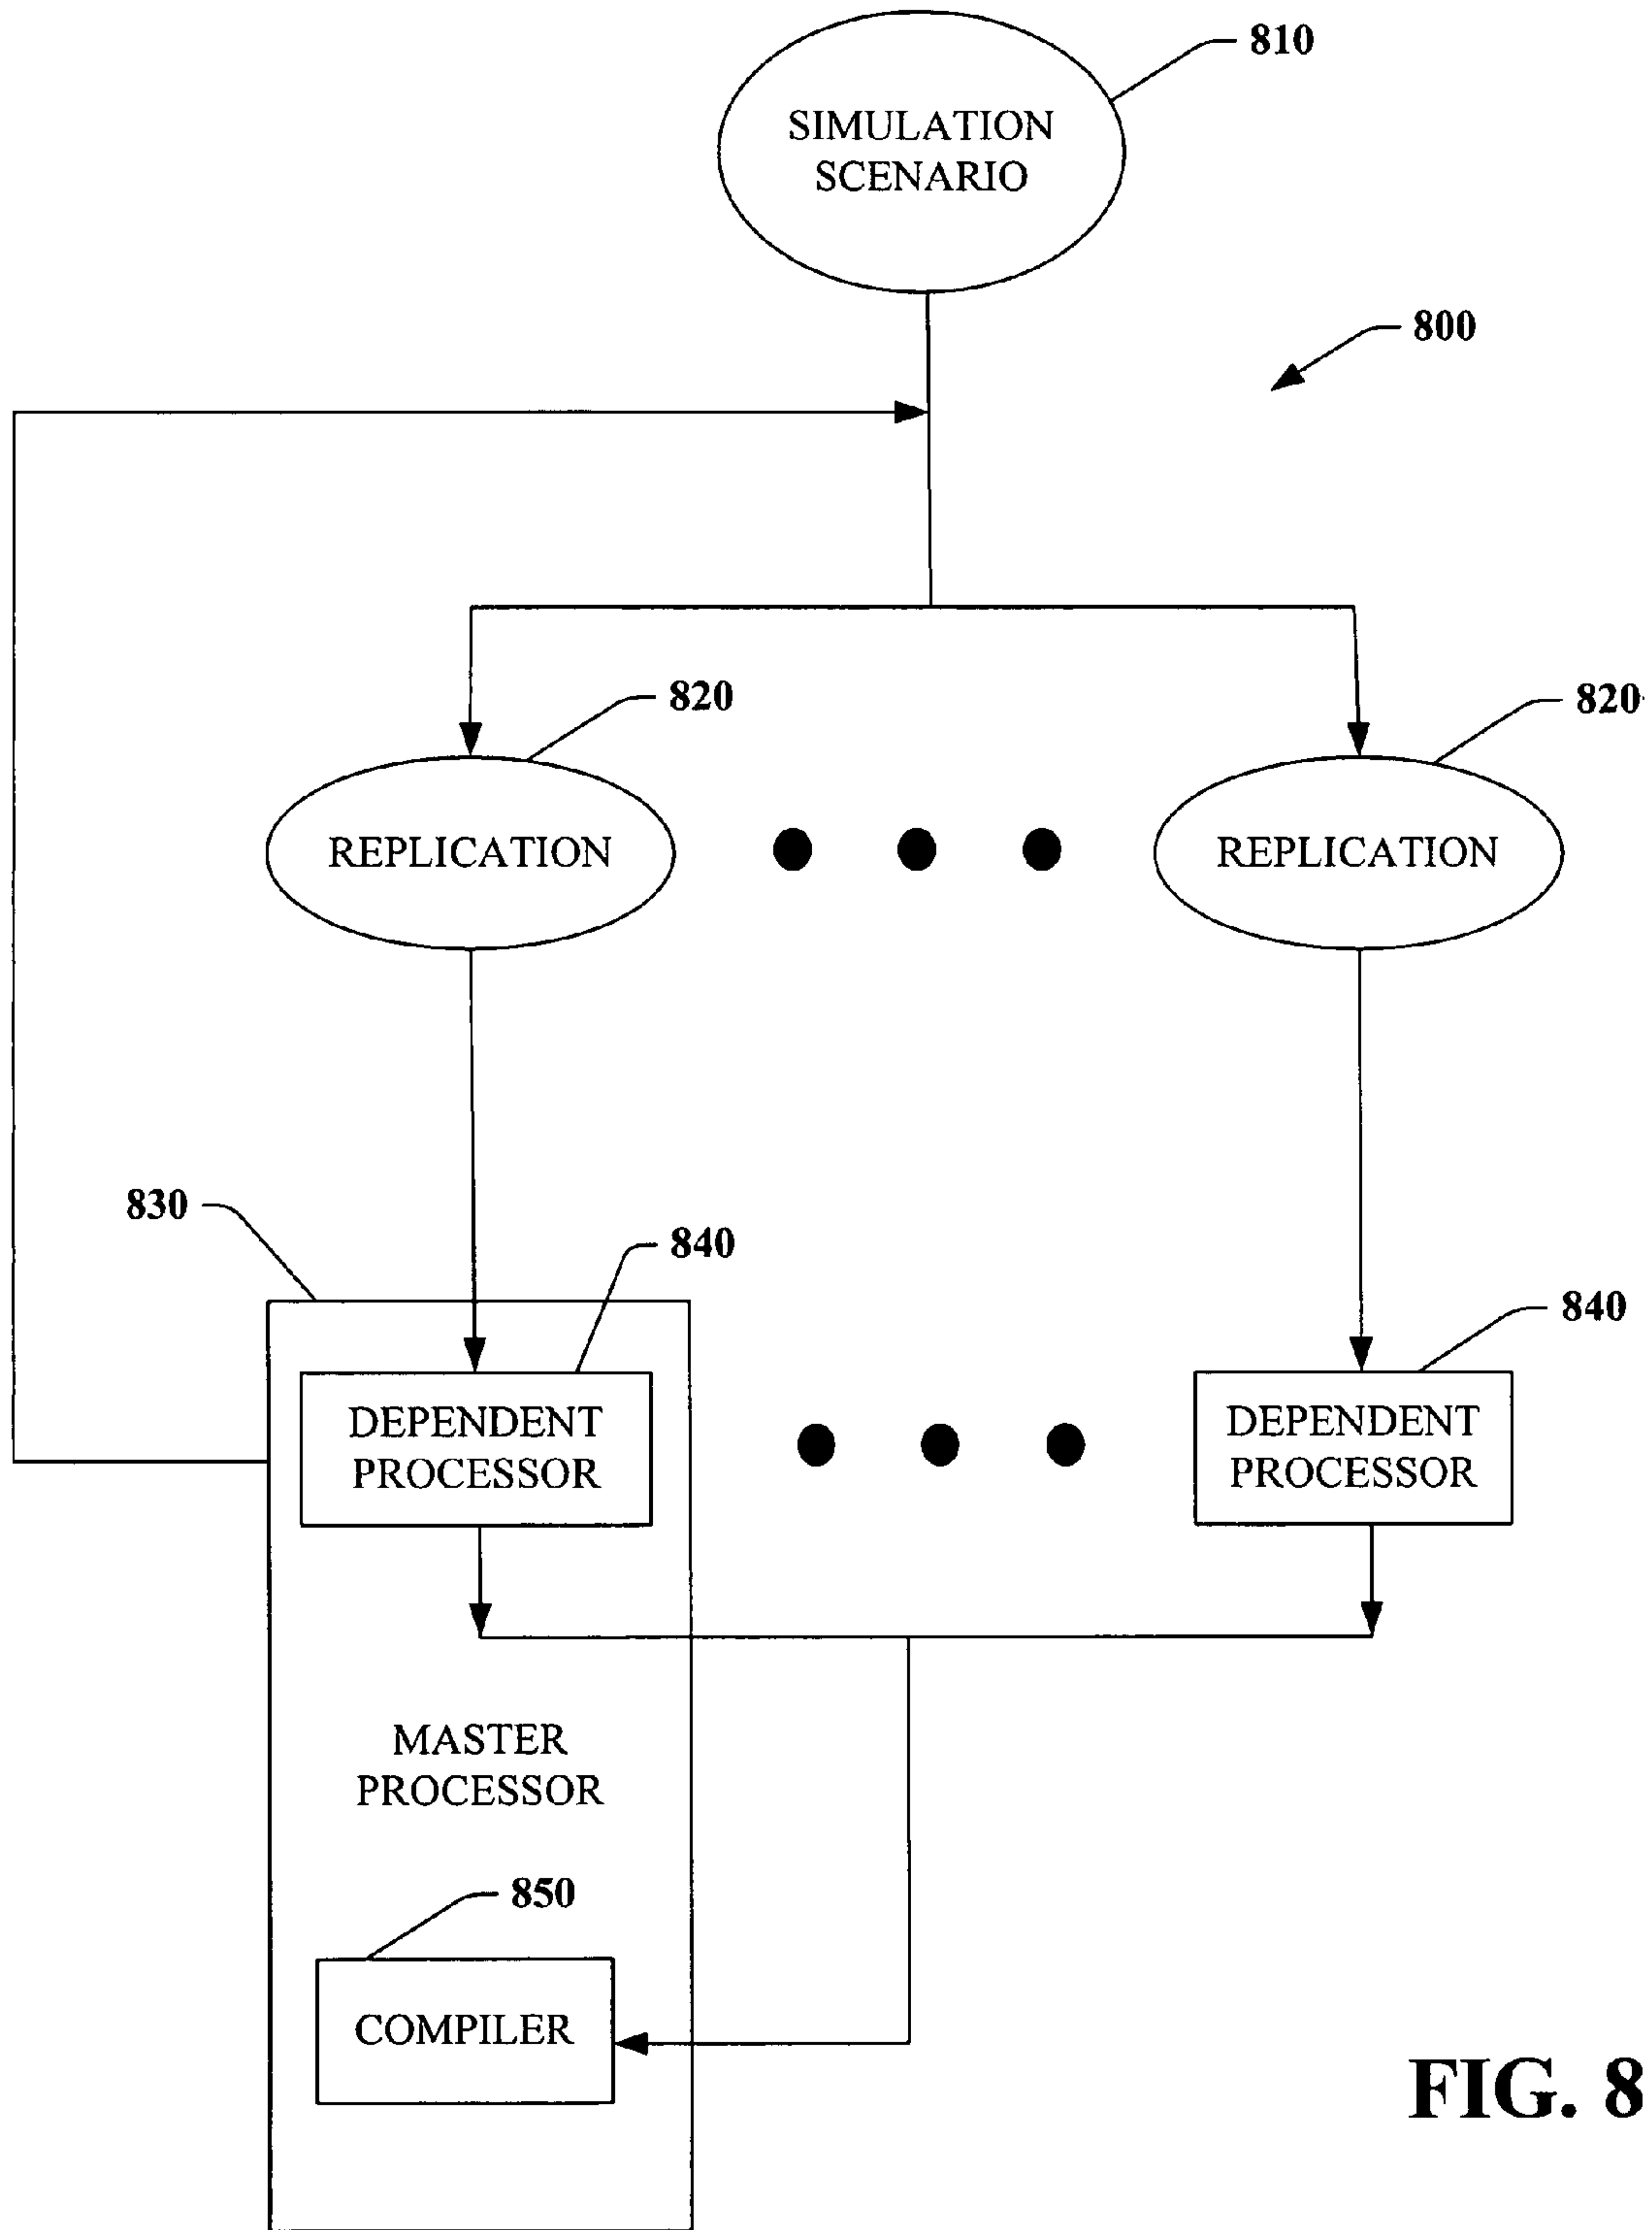 810
SIMULATION
SCENARIO
800
820
820
REPLICATION
REPLICATION
830
840
840
DEPENDENT
PROCESSOR
DEPENDENT
PROCESSOR
MASTER
PROCESSOR
850
COMPILER
FIG. 8